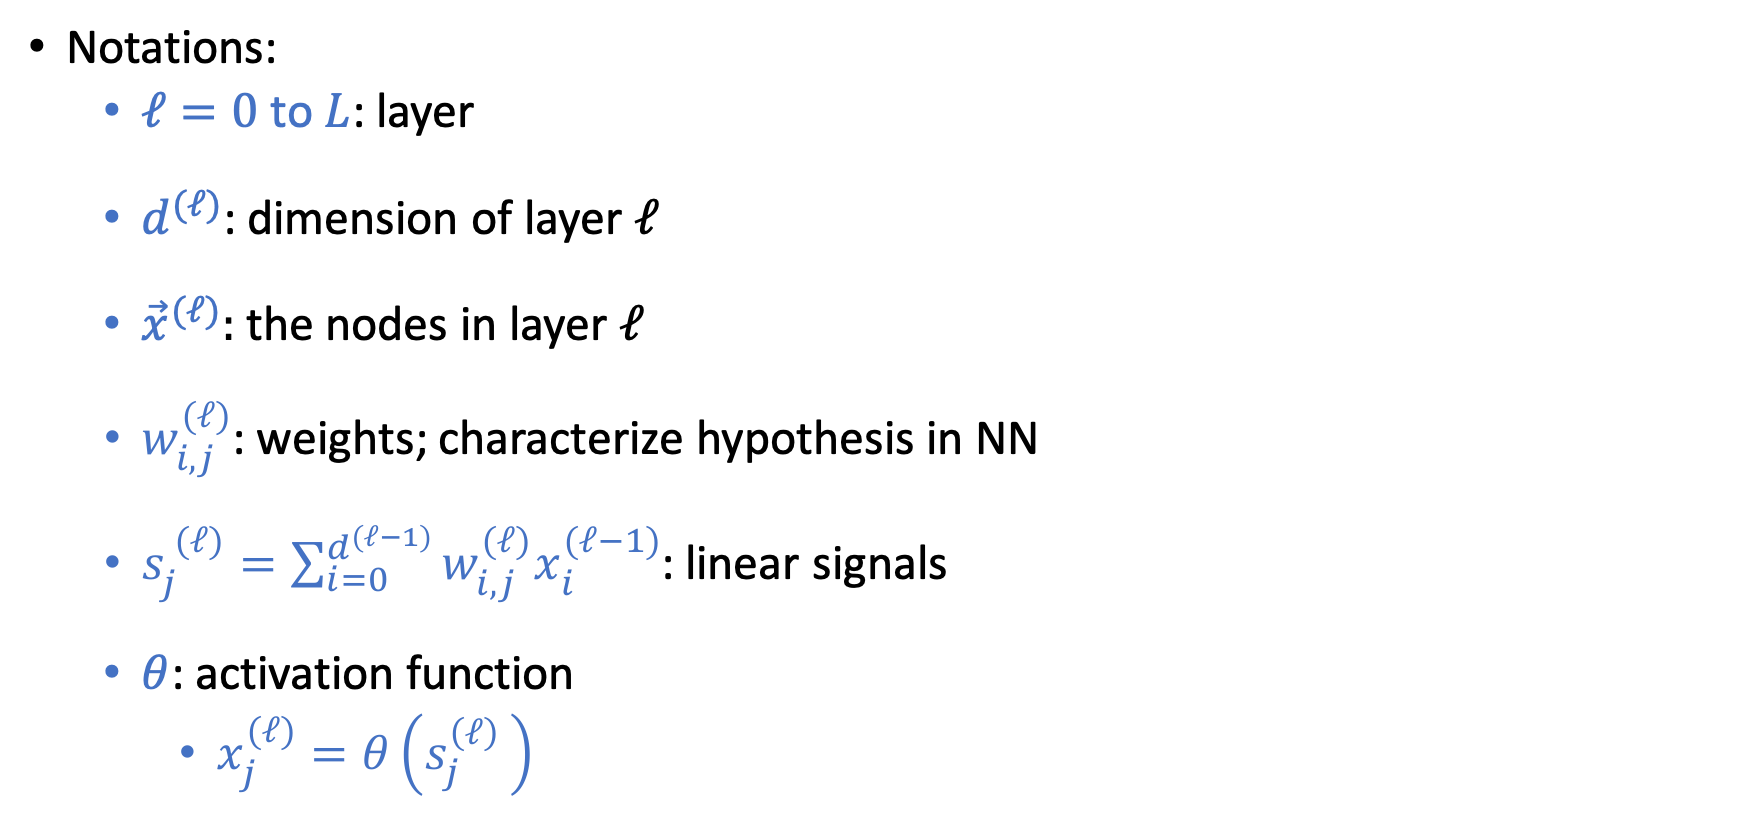 • Notations:
• ℓ = 0 to L: layer
• d^(ℓ): dimension of layer ℓ
• x⃗^(ℓ): the nodes in layer ℓ
• w_{i,j}^(ℓ): weights; characterize hypothesis in NN
• s_j^(ℓ) = ∑_{i=0}^{d^(ℓ−1)} w_{i,j}^(ℓ) x_i^(ℓ−1): linear signals
• θ: activation function
• x_j^(ℓ) = θ(s_j^(ℓ))